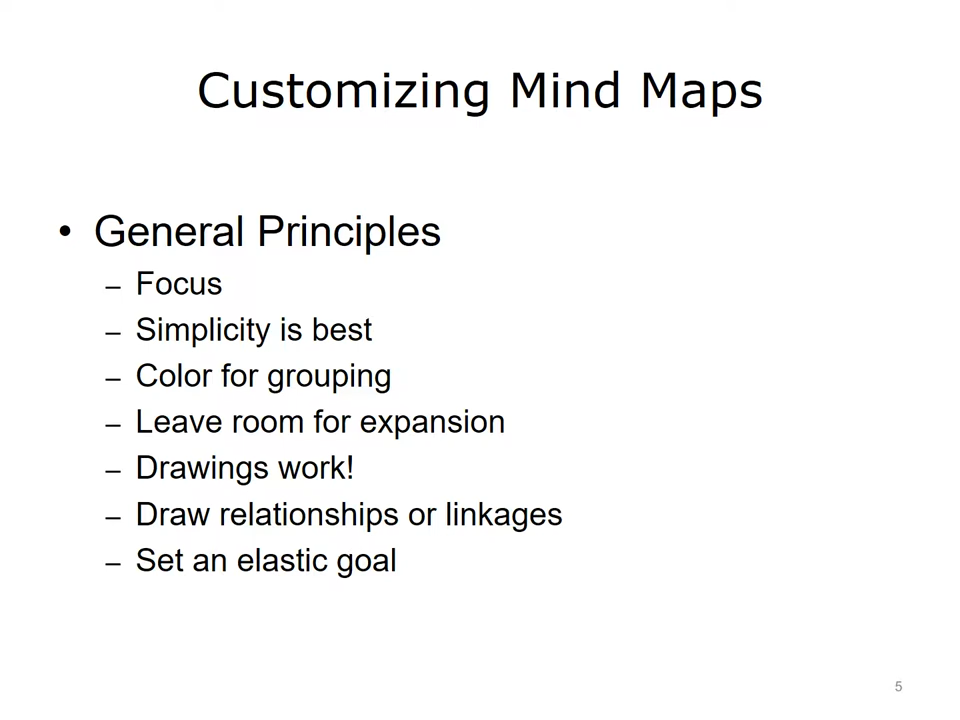 Customizing Mind Maps
• General Principles
– Focus
– Simplicity is best
– Color for grouping
– Leave room for expansion
– Drawings work!
– Draw relationships or linkages
– Set an elastic goal
5